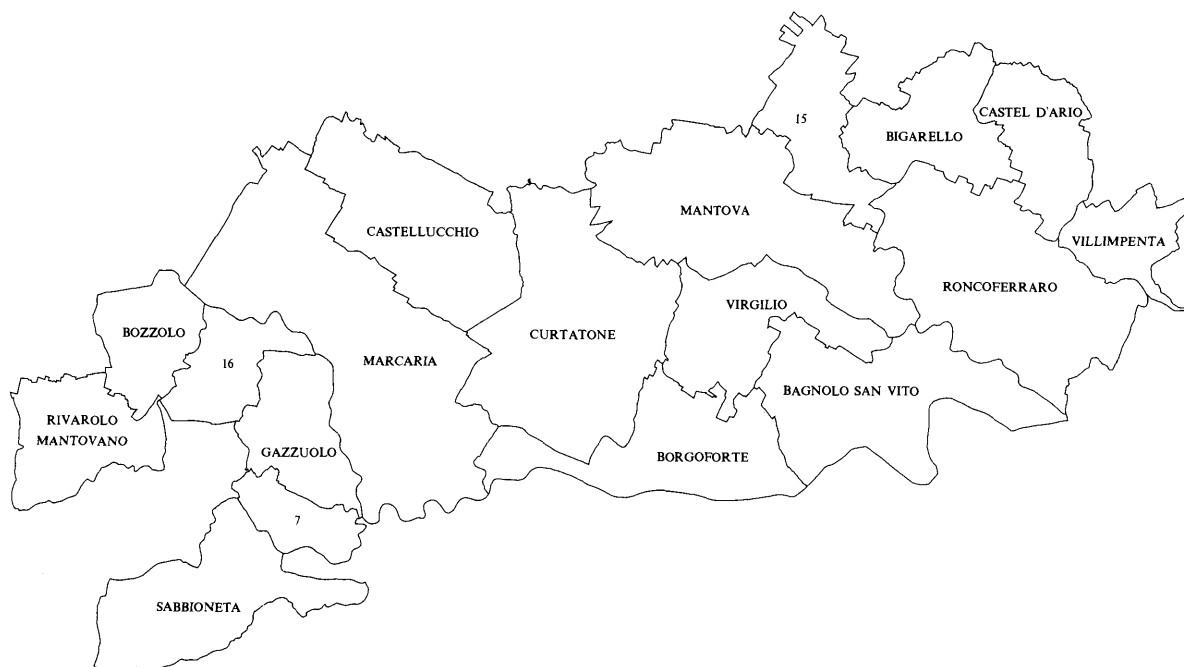 CASTEL D'ARIO
15
BIGARELLO
MANTOVA
CASTELLUCCHIO
VILLIMPENTA
RONCOFERRARO
VIRGILIO
BOZZOLO
CURTATONE
16
MARCARIA
BAGNOLO SAN VITO
RIVAROLO
MANTOVANO
GAZZUOLO
BORGOFORTE
7
SABBIONETA